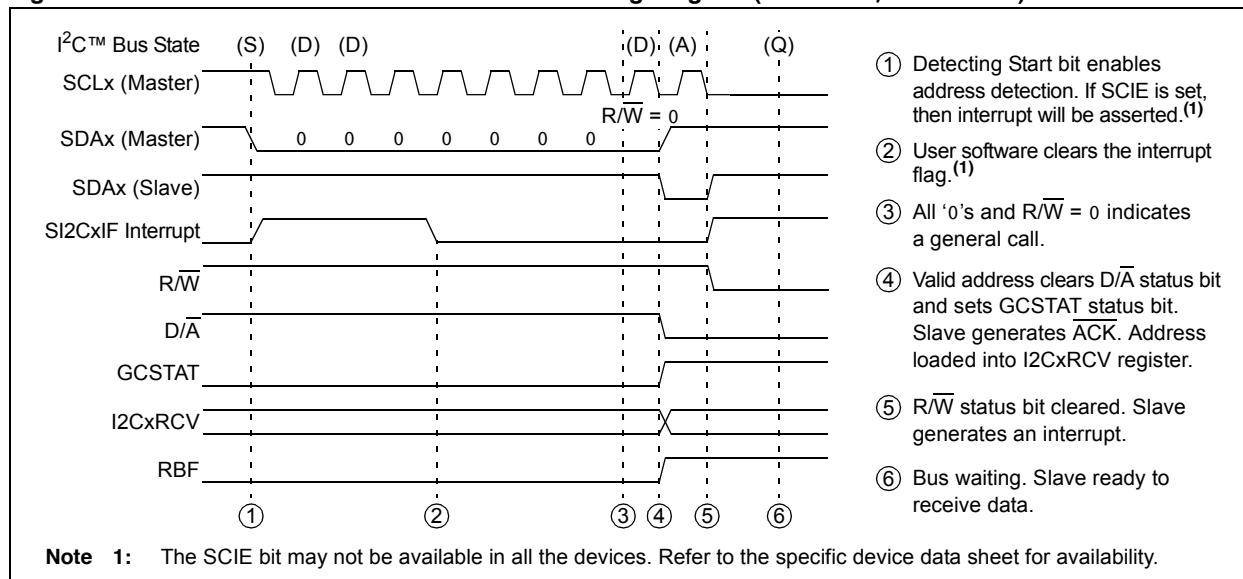 I²C™ Bus State (S) (D) (D) (D) (A) (Q)
SCLx (Master)
R/W̅ = 0
SDAx (Master) 0 0 0 0 0 0 0
SDAx (Slave)
SI2CxIF Interrupt
R/W̅
D/A̅
GCSTAT
I2CxRCV
RBF
① ② ③ ④ ⑤ ⑥
① Detecting Start bit enables
address detection. If SCIE is set,
then interrupt will be asserted.(1)
② User software clears the interrupt
flag.(1)
③ All ‘0’s and R/W̅ = 0 indicates
a general call.
④ Valid address clears D/A̅ status bit
and sets GCSTAT status bit.
Slave generates A̅C̅K̅. Address
loaded into I2CxRCV register.
⑤ R/W̅ status bit cleared. Slave
generates an interrupt.
⑥ Bus waiting. Slave ready to
receive data.
Note 1: The SCIE bit may not be available in all the devices. Refer to the specific device data sheet for availability.